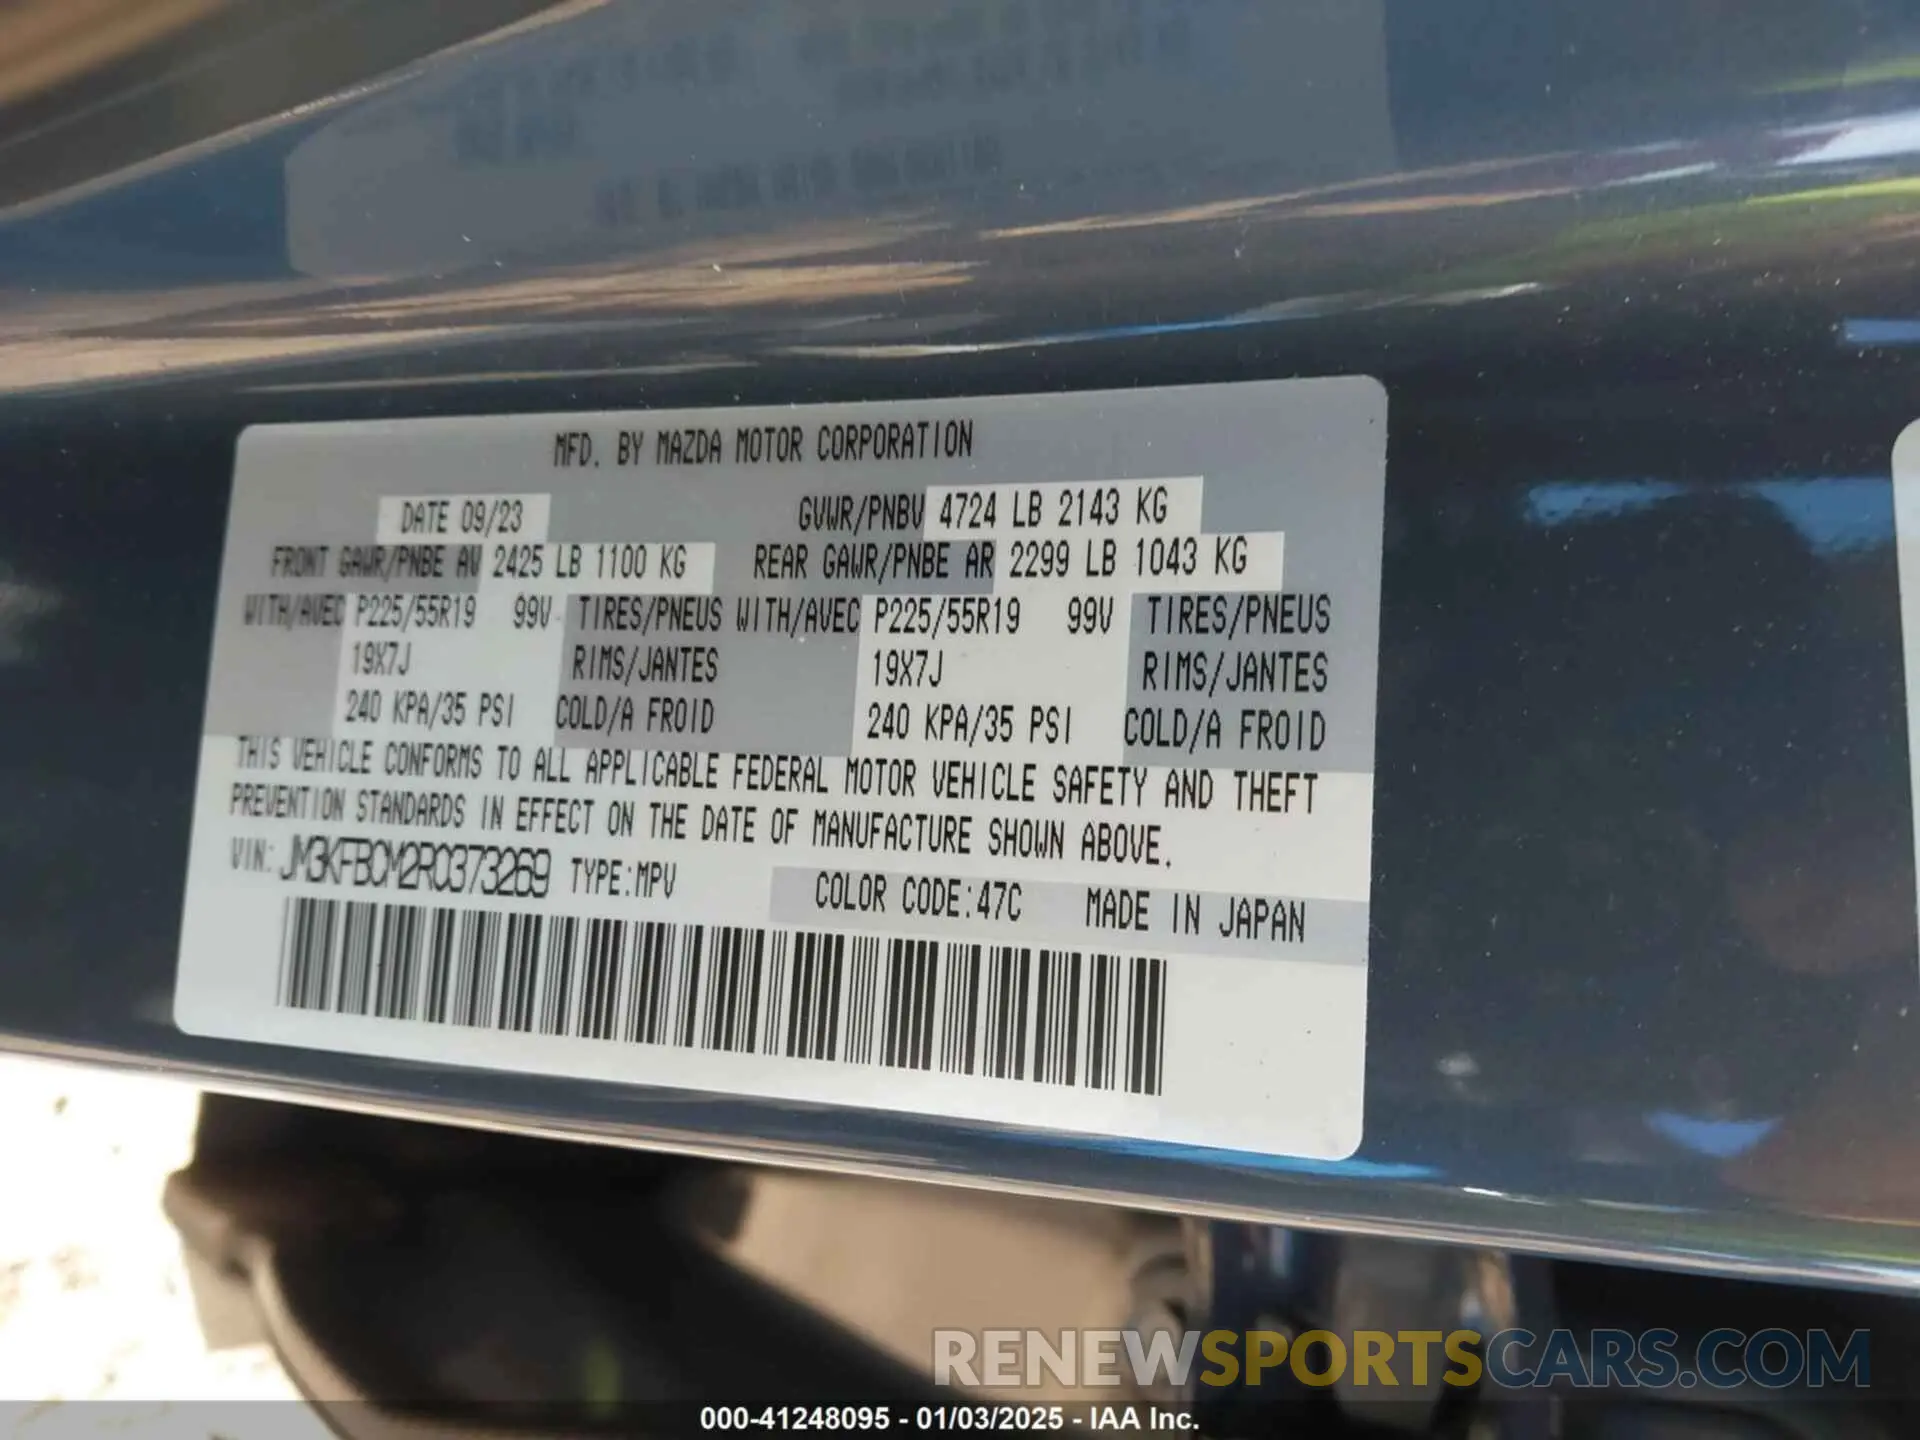 MFD. BY MAZDA MOTOR CORPORATION
DATE 09/23 GVWR/PNBV 4724 LB 2143 KG
FRONT GAWR/PNBE AV 2425 LB 1100 KG REAR GAWR/PNBE AR 2299 LB 1043 KG
WITH/AVEC P225/55R19 99V TIRES/PNEUS WITH/AVEC P225/55R19 99V TIRES/PNEUS
19X7J RIMS/JANTES 19X7J RIMS/JANTES
240 KPA/35 PSI COLD/A FROID 240 KPA/35 PSI COLD/A FROID
THIS VEHICLE CONFORMS TO ALL APPLICABLE FEDERAL MOTOR VEHICLE SAFETY AND THEFT
PREVENTION STANDARDS IN EFFECT ON THE DATE OF MANUFACTURE SHOWN ABOVE.
VIN: JM3KFBCM2R0373269 TYPE:MPV COLOR CODE:47C MADE IN JAPAN
RENEWSPORTSCARS.COM
000-41248095 - 01/03/2025 - IAA Inc.